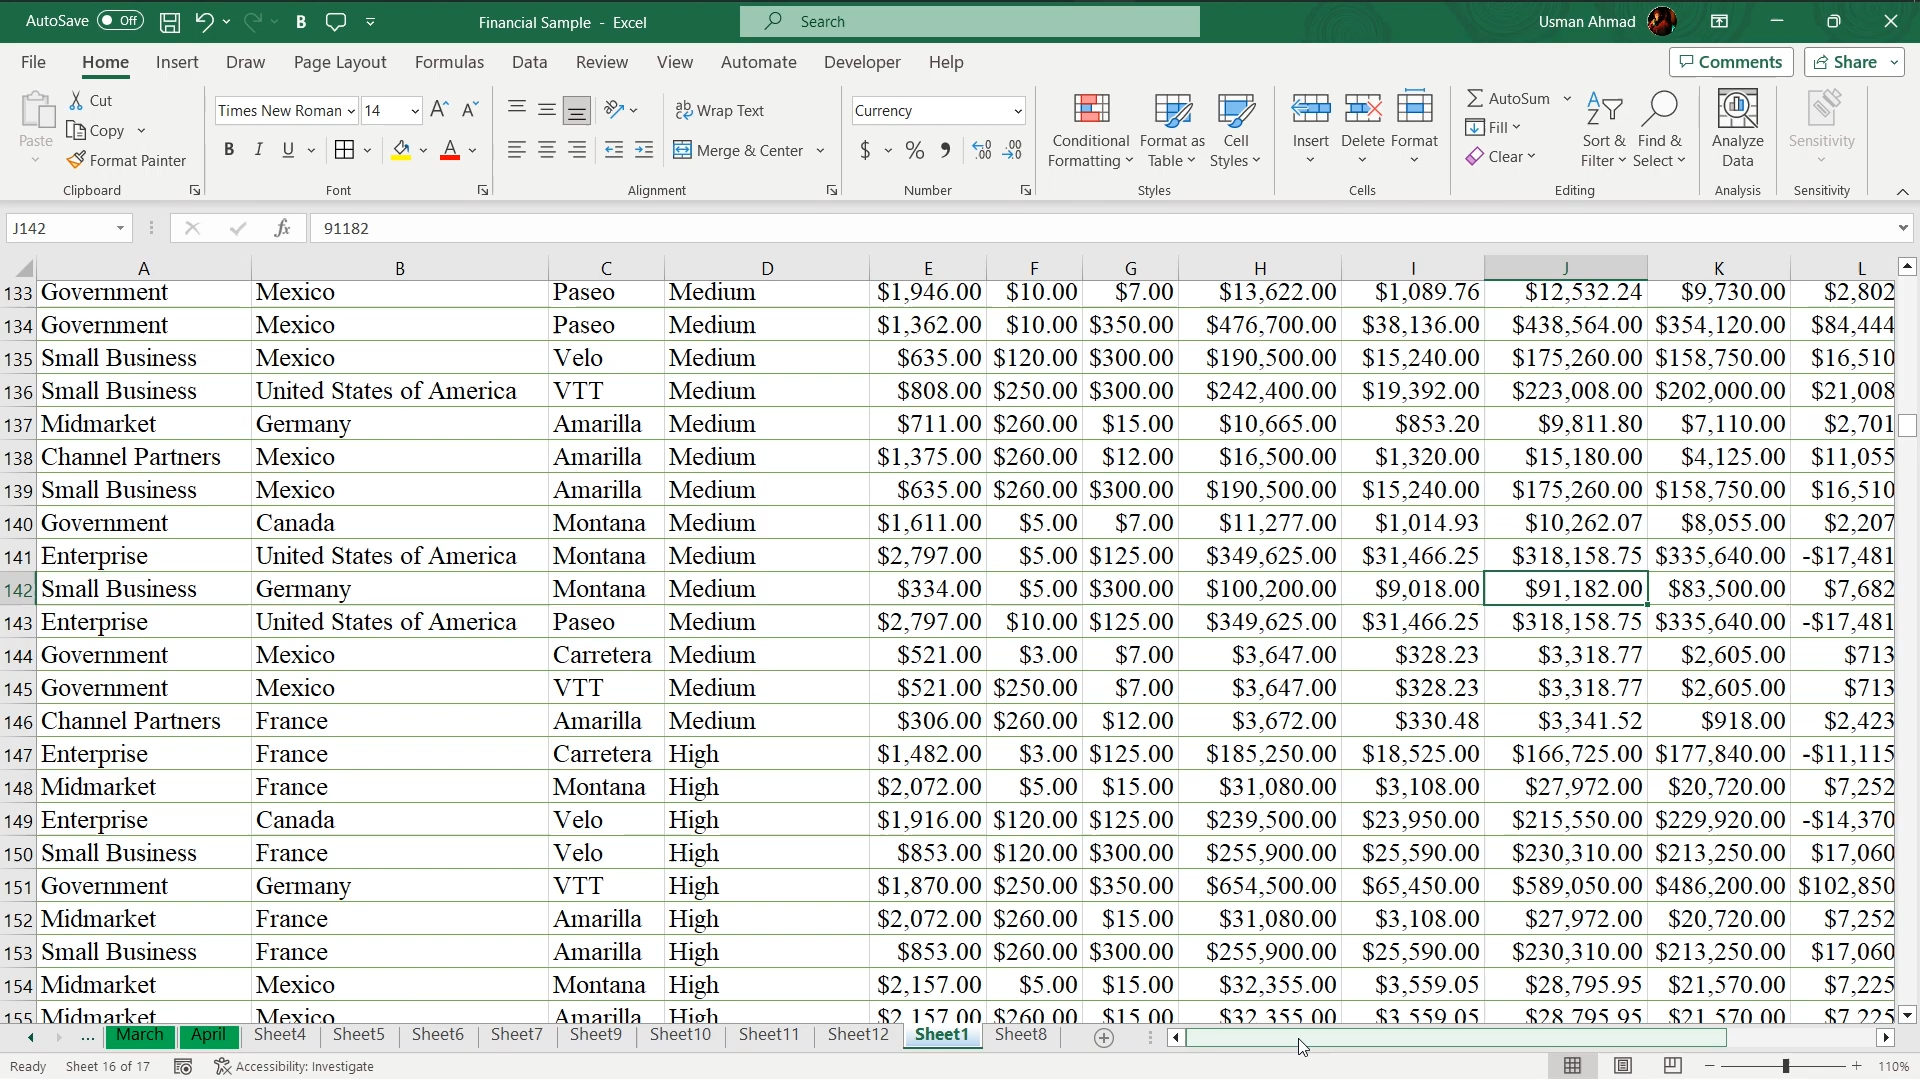 AutoSave Off B Financial Sample - Excel Search Usman Ahmad
File Home Insert Draw Page Layout Formulas Data Review View Automate Developer Help Comments Share
Paste Cut Copy Format Painter Clipboard
Times New Roman 14 A A B I U A Font
ab Wrap Text Merge & Center Alignment
Currency $ % 9 .00 .00 Number
Conditional Formatting Format as Table Cell Styles Styles
Insert Delete Format Cells
AutoSum Fill Clear Sort & Filter Find & Select Editing
Analyze Data Analysis
Sensitivity Sensitivity
J142 fx 91182
A B C D E F G H I J K L
133 Government Mexico Paseo Medium $1,946.00 $10.00 $7.00 $13,622.00 $1,089.76 $12,532.24 $9,730.00 $2,802
134 Government Mexico Paseo Medium $1,362.00 $10.00 $350.00 $476,700.00 $38,136.00 $438,564.00 $354,120.00 $84,444
135 Small Business Mexico Velo Medium $635.00 $120.00 $300.00 $190,500.00 $15,240.00 $175,260.00 $158,750.00 $16,510
136 Small Business United States of America VTT Medium $808.00 $250.00 $300.00 $242,400.00 $19,392.00 $223,008.00 $202,000.00 $21,008
137 Midmarket Germany Amarilla Medium $711.00 $260.00 $15.00 $10,665.00 $853.20 $9,811.80 $7,110.00 $2,701
138 Channel Partners Mexico Amarilla Medium $1,375.00 $260.00 $12.00 $16,500.00 $1,320.00 $15,180.00 $4,125.00 $11,055
139 Small Business Mexico Amarilla Medium $635.00 $260.00 $300.00 $190,500.00 $15,240.00 $175,260.00 $158,750.00 $16,510
140 Government Canada Montana Medium $1,611.00 $5.00 $7.00 $11,277.00 $1,014.93 $10,262.07 $8,055.00 $2,207
141 Enterprise United States of America Montana Medium $2,797.00 $5.00 $125.00 $349,625.00 $31,466.25 $318,158.75 $335,640.00 -$17,481
142 Small Business Germany Montana Medium $334.00 $5.00 $300.00 $100,200.00 $9,018.00 $91,182.00 $83,500.00 $7,682
143 Enterprise United States of America Paseo Medium $2,797.00 $10.00 $125.00 $349,625.00 $31,466.25 $318,158.75 $335,640.00 -$17,481
144 Government Mexico Carretera Medium $521.00 $3.00 $7.00 $3,647.00 $328.23 $3,318.77 $2,605.00 $713
145 Government Mexico VTT Medium $521.00 $250.00 $7.00 $3,647.00 $328.23 $3,318.77 $2,605.00 $713
146 Channel Partners France Amarilla Medium $306.00 $260.00 $12.00 $3,672.00 $330.48 $3,341.52 $918.00 $2,423
147 Enterprise France Carretera High $1,482.00 $3.00 $125.00 $185,250.00 $18,525.00 $166,725.00 $177,840.00 -$11,115
148 Midmarket France Montana High $2,072.00 $5.00 $15.00 $31,080.00 $3,108.00 $27,972.00 $20,720.00 $7,252
149 Enterprise Canada Velo High $1,916.00 $120.00 $125.00 $239,500.00 $23,950.00 $215,550.00 $229,920.00 -$14,370
150 Small Business France Velo High $853.00 $120.00 $300.00 $255,900.00 $25,590.00 $230,310.00 $213,250.00 $17,060
151 Government Germany VTT High $1,870.00 $250.00 $350.00 $654,500.00 $65,450.00 $589,050.00 $486,200.00 $102,850
152 Midmarket France Amarilla High $2,072.00 $260.00 $15.00 $31,080.00 $3,108.00 $27,972.00 $20,720.00 $7,252
153 Small Business France Amarilla High $853.00 $260.00 $300.00 $255,900.00 $25,590.00 $230,310.00 $213,250.00 $17,060
154 Midmarket Mexico Montana High $2,157.00 $5.00 $15.00 $32,355.00 $3,559.05 $28,795.95 $21,570.00 $7,225
155 Midmarket Mexico Amarilla High $2,157.00 $260.00 $15.00 $32,355.00 $3,559.05 $28,795.95 $21,570.00 $7,225
... March April Sheet4 Sheet5 Sheet6 Sheet7 Sheet9 Sheet10 Sheet11 Sheet12 Sheet1 Sheet8
Ready Sheet 16 of 17 Accessibility: Investigate 110%